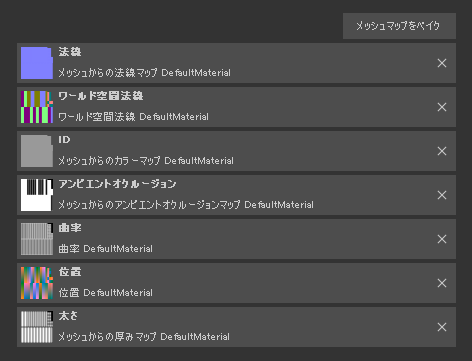 メッシュマップをベイク
法線
メッシュからの法線マップ DefaultMaterial
ワールド空間法線
ワールド空間法線 DefaultMaterial
ID
メッシュからのカラーマップ DefaultMaterial
アンビエントオクルージョン
メッシュからのアンビエントオクルージョンマップ DefaultMaterial
曲率
曲率 DefaultMaterial
位置
位置 DefaultMaterial
太さ
メッシュからの厚みマップ DefaultMaterial